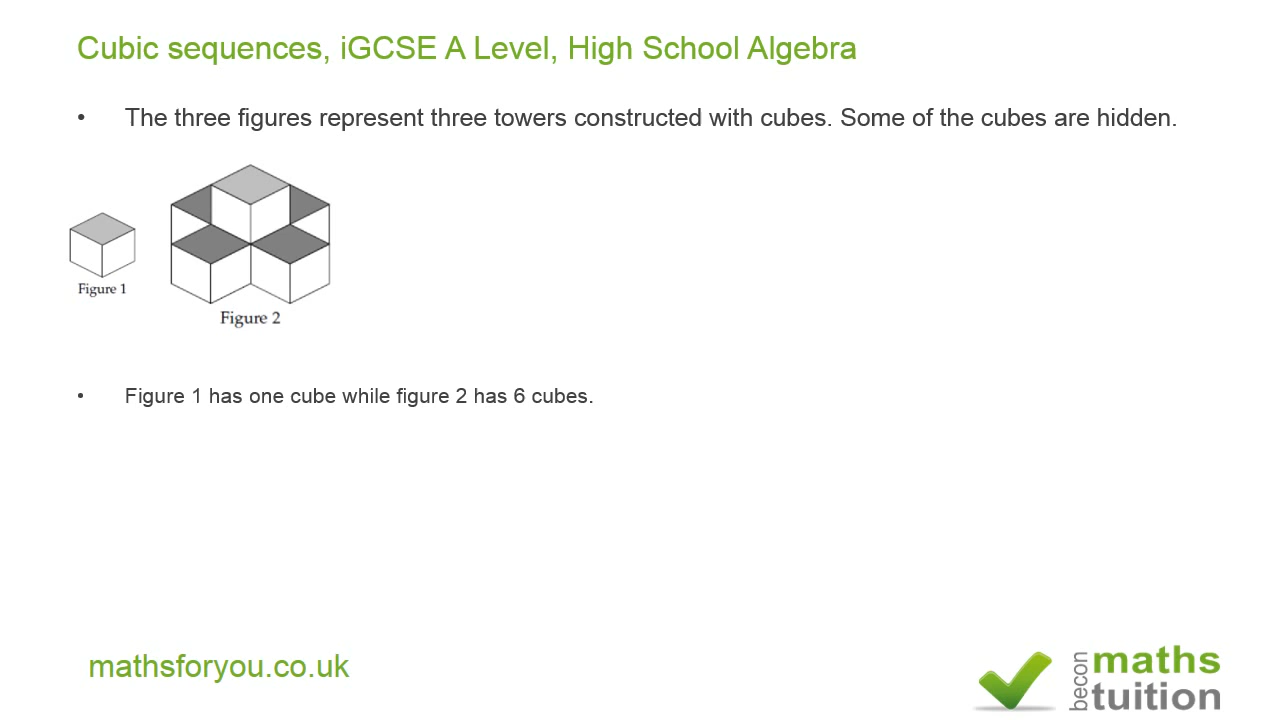 Cubic sequences, iGCSE A Level, High School Algebra
• The three figures represent three towers constructed with cubes. Some of the cubes are hidden.
Figure 1
Figure 2
• Figure 1 has one cube while figure 2 has 6 cubes.
mathsforyou.co.uk
becon
maths
tuition